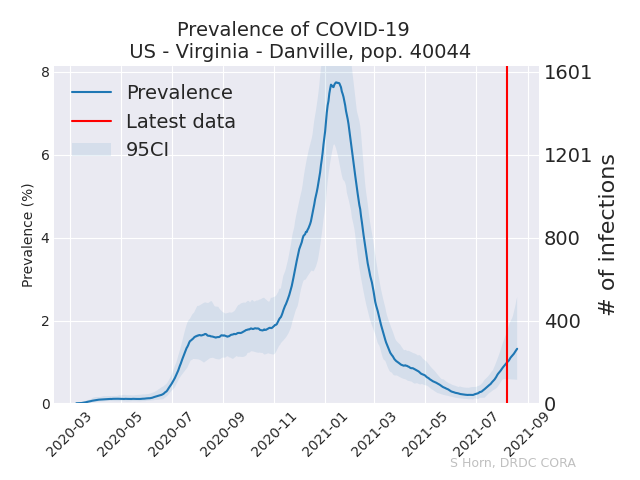 Prevalence of COVID-19
US - Virginia - Danville, pop. 40044
Prevalence
Latest data
95CI
Prevalence (%)
8
6
4
2
0
1601
1201
800
400
0
# of infections
2020-03
2020-05
2020-07
2020-09
2020-11
2021-01
2021-03
2021-05
2021-07
2021-09
S Horn, DRDC CORA